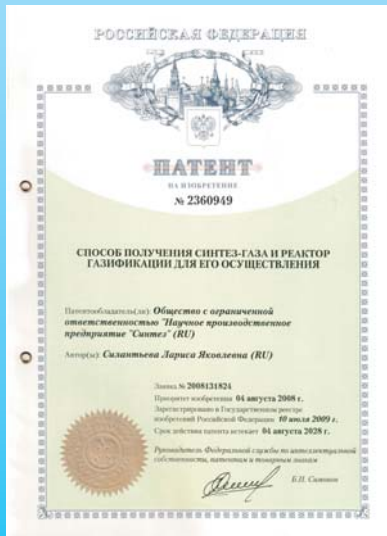 РОССИЙСКАЯ ФЕДЕРАЦИЯ
ПАТЕНТ
НА ИЗОБРЕТЕНИЕ
№ 2360949
СПОСОБ ПОЛУЧЕНИЯ СИНТЕЗ-ГАЗА И РЕАКТОР
ГАЗИФИКАЦИИ ДЛЯ ЕГО ОСУЩЕСТВЛЕНИЯ
Патентообладатель(ли): Общество с ограниченной
ответственностью "Научное производственное
предприятие "Синтез" (RU)
Автор(ы): Силантьева Лариса Яковлевна (RU)
Заявка № 2008131824
Приоритет изобретения 04 августа 2008 г.
Зарегистрировано в Государственном реестре
изобретений Российской Федерации 10 июля 2009 г.
Срок действия патента истекает 04 августа 2028 г.
Руководитель Федеральной службы по интеллектуальной
собственности, патентам и товарным знакам
Б.П. Симонов